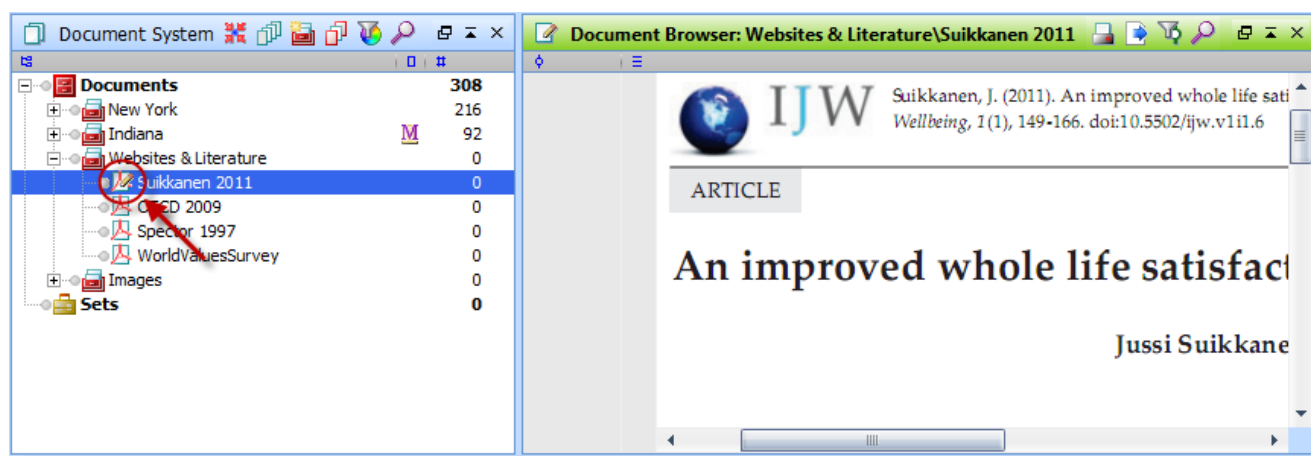 Document System
Documents 308
New York 216
Indiana M 92
Websites & Literature 0
Suikkanen 2011 0
OECD 2009 0
Spector 1997 0
WorldValuesSurvey 0
Images 0
Sets 0
Document Browser: Websites & Literature\Suikkanen 2011
IJW
Suikkanen, J. (2011). An improved whole life sati
Wellbeing, 1(1), 149-166. doi:10.5502/ijw.v1i1.6
ARTICLE
An improved whole life satisfact
Jussi Suikkane